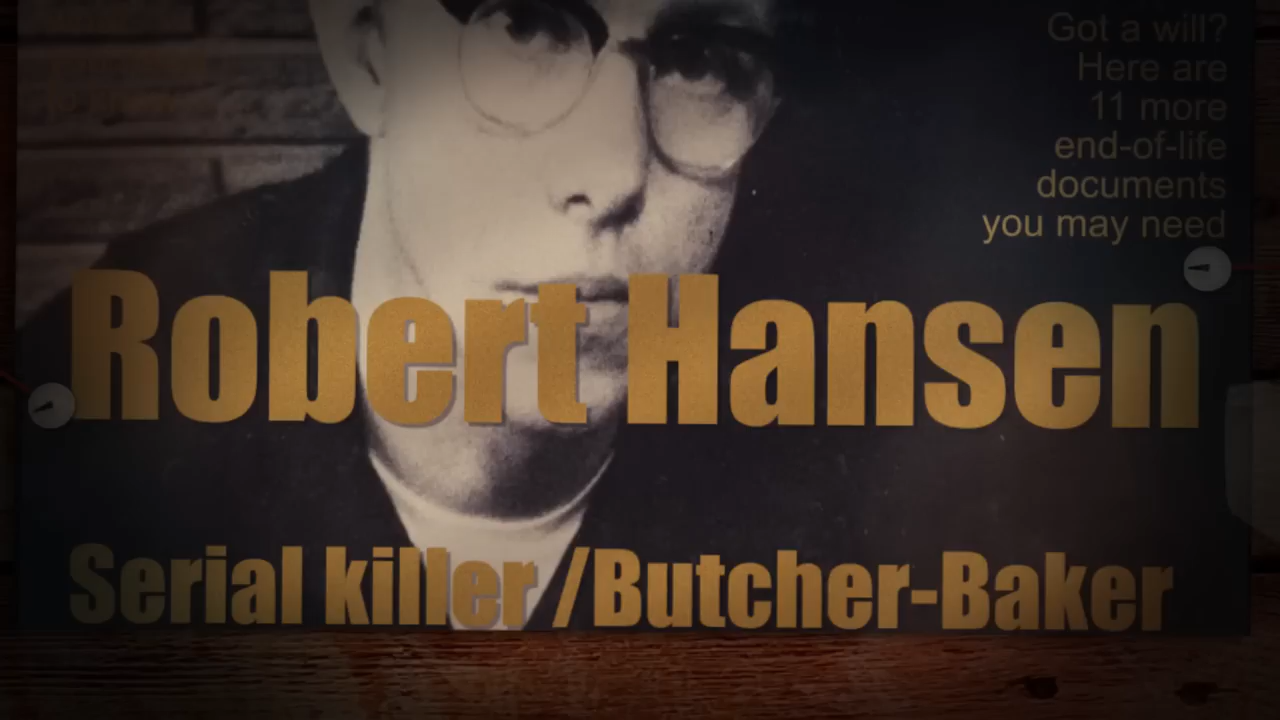 Got a will?
Here are
11 more
end-of-life
documents
you may need
Robert Hansen
Serial killer /Butcher-Baker